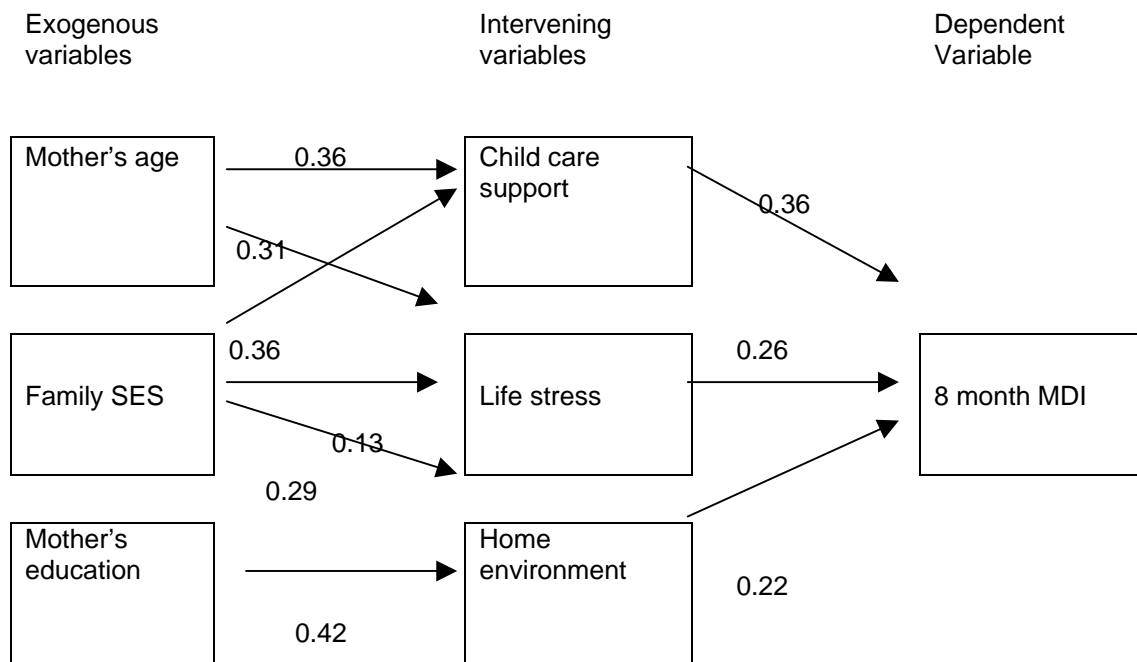 Exogenous
variables
Intervening
variables
Dependent
Variable
Mother’s age
0.36
Child care
support
0.36
0.31
Family SES
0.36
Life stress
0.26
8 month MDI
0.13
0.29
Mother’s
education
Home
environment
0.22
0.42